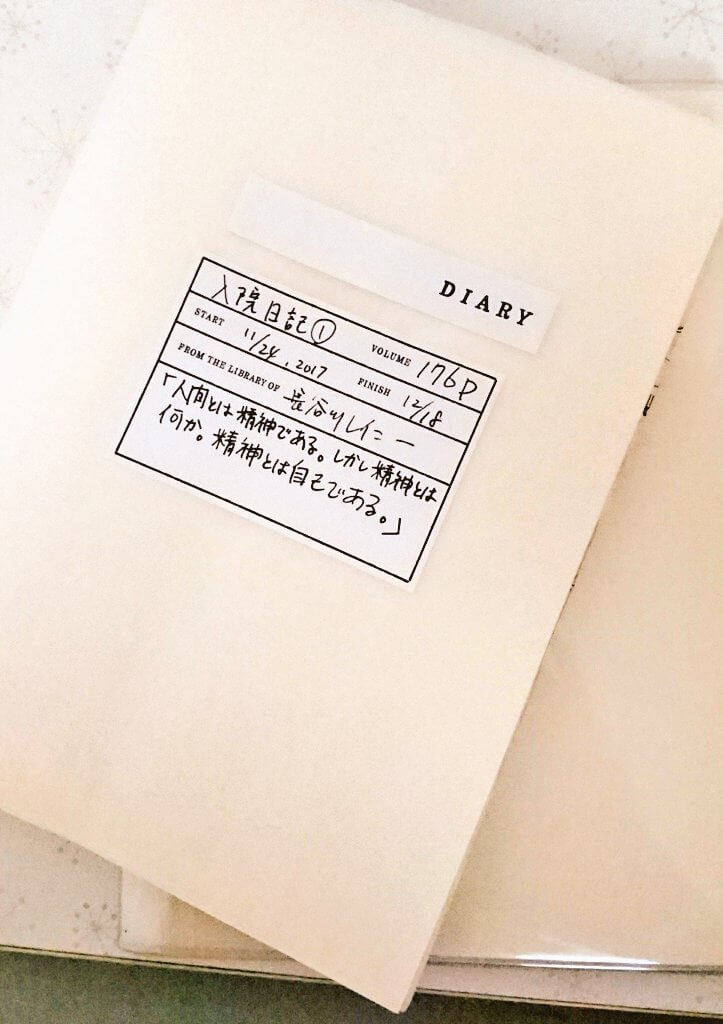 DIARY
入院日記① VOLUME 176P
START 11/24, 2017 FINISH 12/18
FROM THE LIBRARY OF 長谷川レイニー
「人間とは精神である。しかし精神とは
何か。精神とは自己である。」